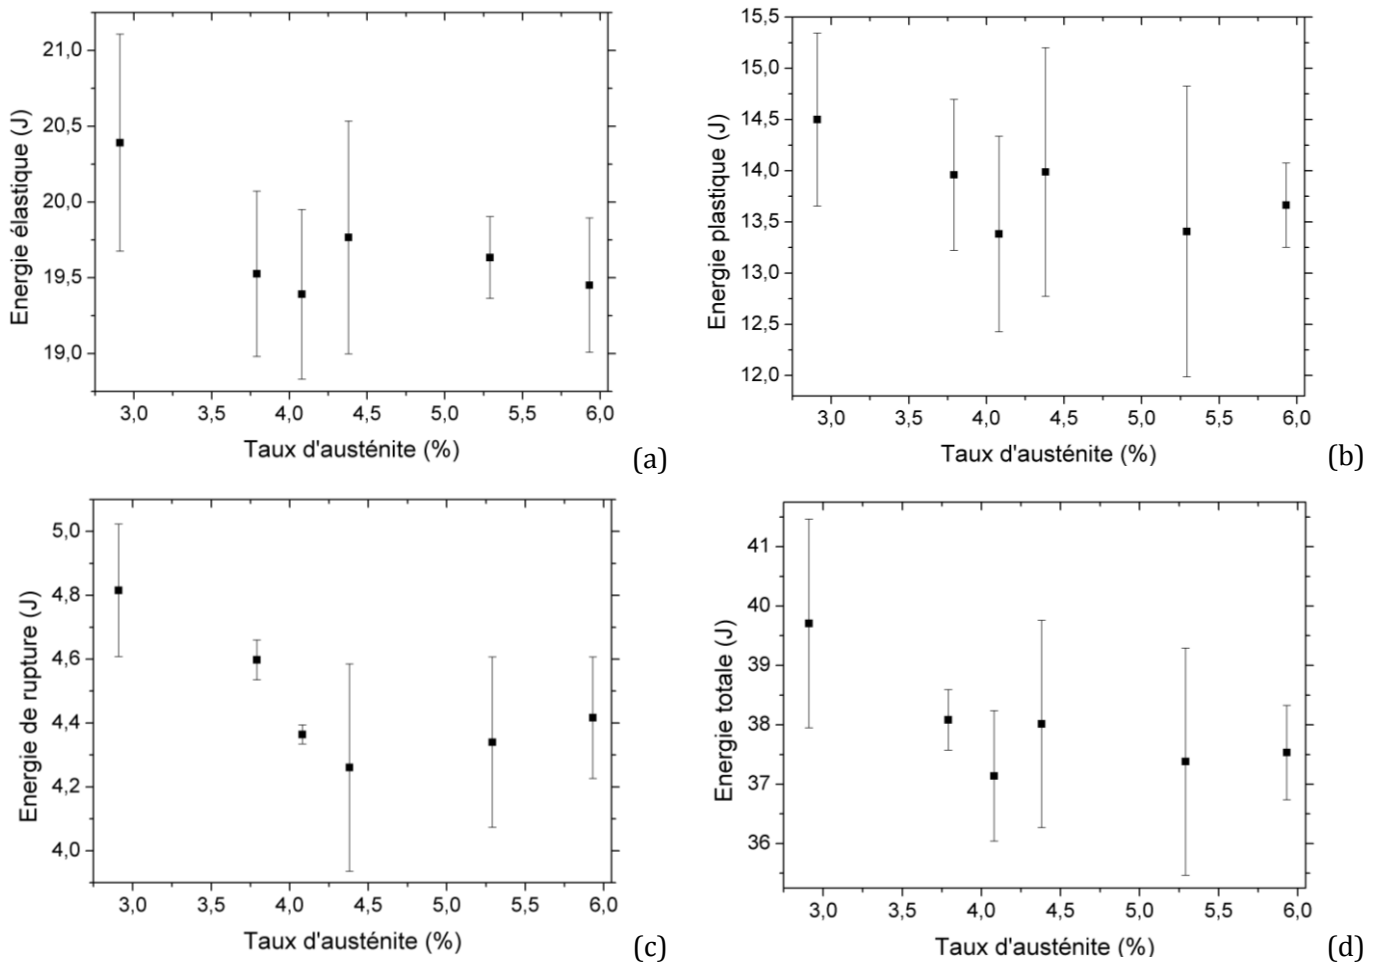 21,0
20,5
20,0
19,5
19,0
Energie élastique (J)
3,0 3,5 4,0 4,5 5,0 5,5 6,0
Taux d'austénite (%)
(a)
15,5
15,0
14,5
14,0
13,5
13,0
12,5
12,0
Energie plastique (J)
3,0 3,5 4,0 4,5 5,0 5,5 6,0
Taux d'austénite (%)
(b)
5,0
4,8
4,6
4,4
4,2
4,0
Energie de rupture (J)
3,0 3,5 4,0 4,5 5,0 5,5 6,0
Taux d'austénite (%)
(c)
41
40
39
38
37
36
Energie totale (J)
3,0 3,5 4,0 4,5 5,0 5,5 6,0
Taux d'austénite (%)
(d)